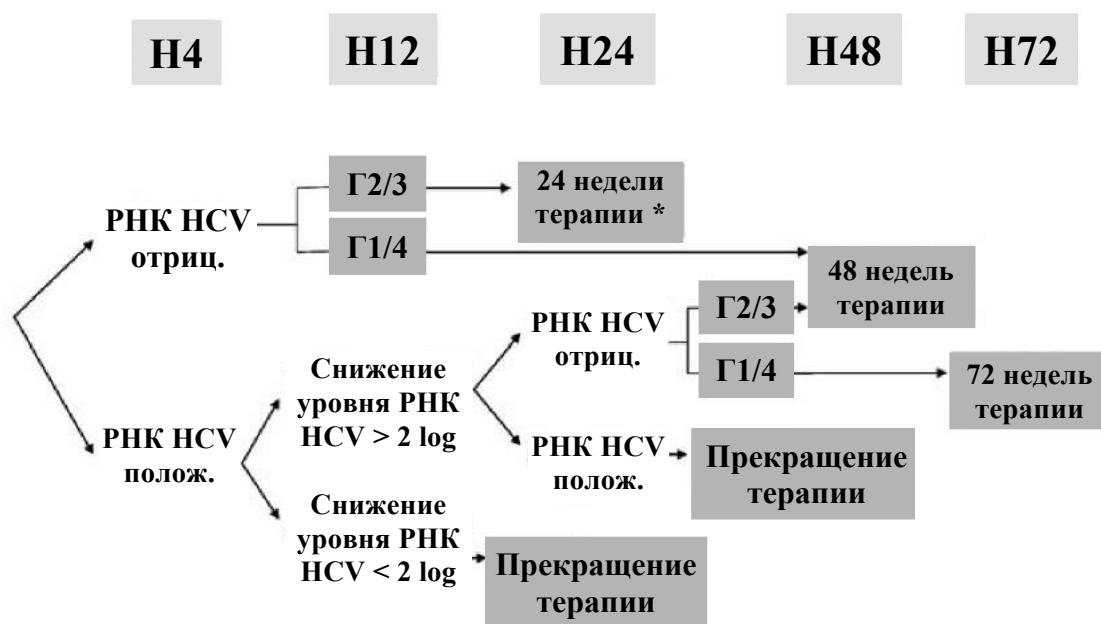 Н4
Н12
Н24
Н48
Н72
РНК HCV
отриц.
Г2/3
24 недели
терапии *
Г1/4
48 недель
терапии
РНК HCV
отриц.
Г2/3
Г1/4
72 недель
терапии
Снижение
уровня РНК
HCV > 2 log
РНК HCV
полож.
РНК HCV
полож.
Прекращение
терапии
Снижение
уровня РНК
HCV < 2 log
Прекращение
терапии